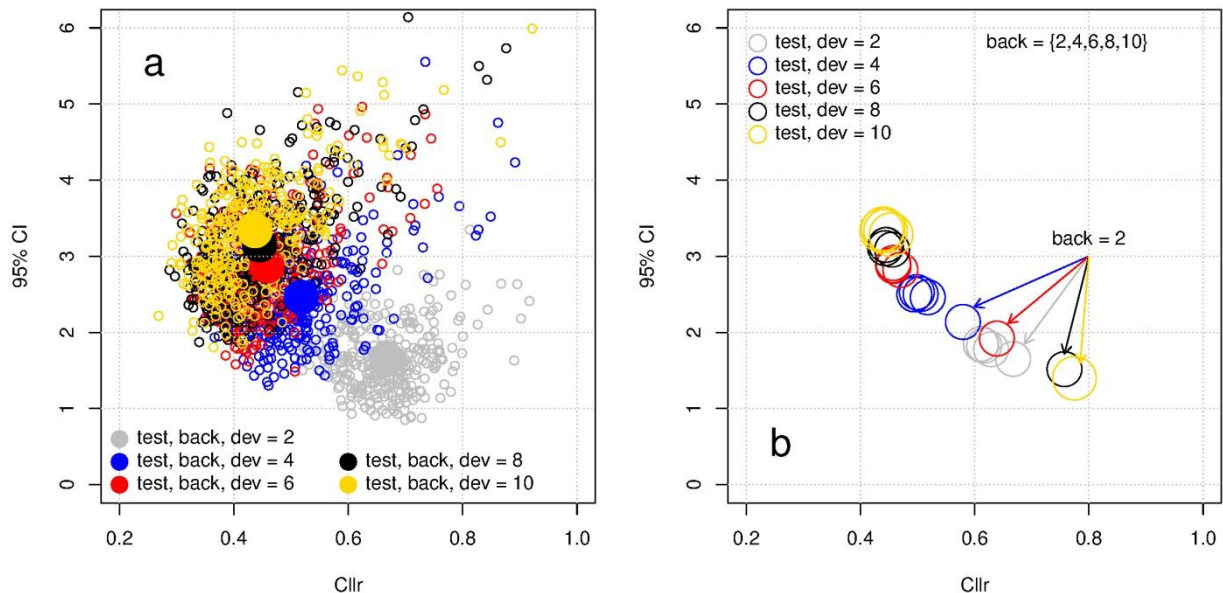 a
95% CI
6
5
4
3
2
1
0
test, back, dev = 2
test, back, dev = 4
test, back, dev = 6
test, back, dev = 8
test, back, dev = 10
0.2 0.4 0.6 0.8 1.0
Cllr
test, dev = 2
test, dev = 4
test, dev = 6
test, dev = 8
test, dev = 10
back = {2,4,6,8,10}
95% CI
6
5
4
3
2
1
0
back = 2
b
0.2 0.4 0.6 0.8 1.0
Cllr